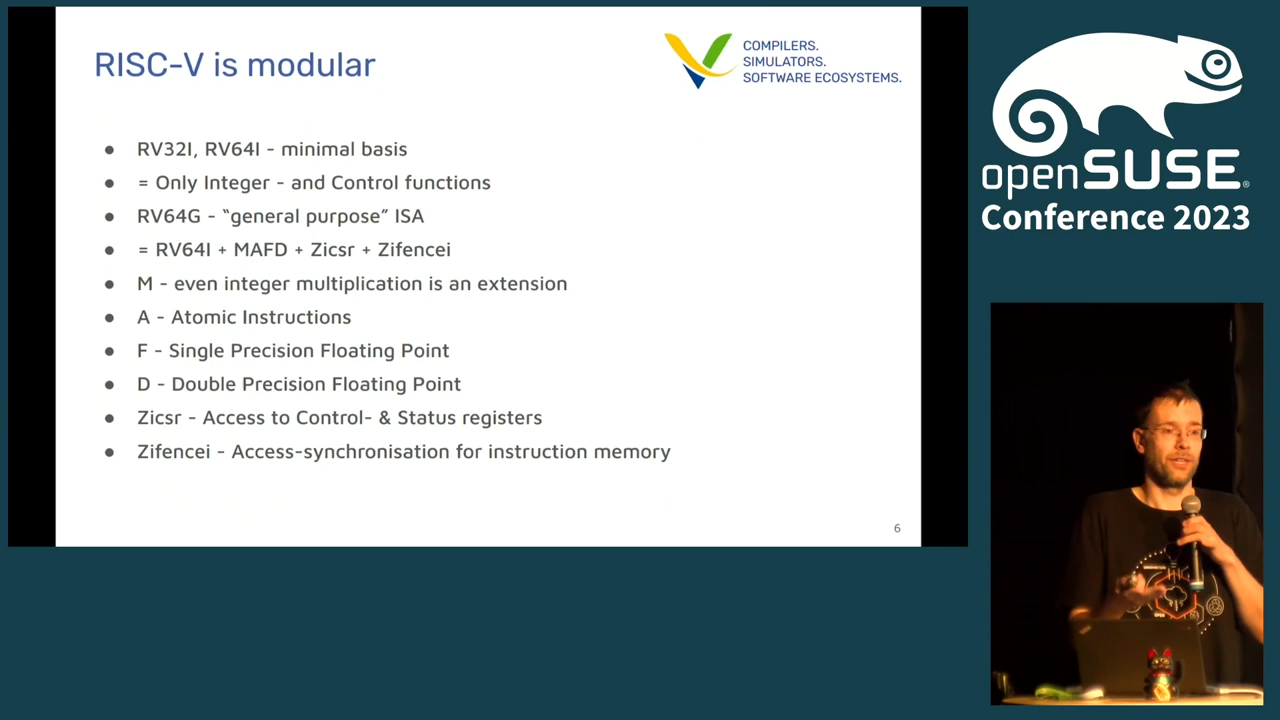 RISC-V is modular
COMPILERS.
SIMULATORS.
SOFTWARE ECOSYSTEMS.
● RV32I, RV64I - minimal basis
● = Only Integer - and Control functions
● RV64G - “general purpose” ISA
● = RV64I + MAFD + Zicsr + Zifencei
● M - even integer multiplication is an extension
● A - Atomic Instructions
● F - Single Precision Floating Point
● D - Double Precision Floating Point
● Zicsr - Access to Control- & Status registers
● Zifencei - Access-synchronisation for instruction memory
6
openSUSE®
Conference 2023